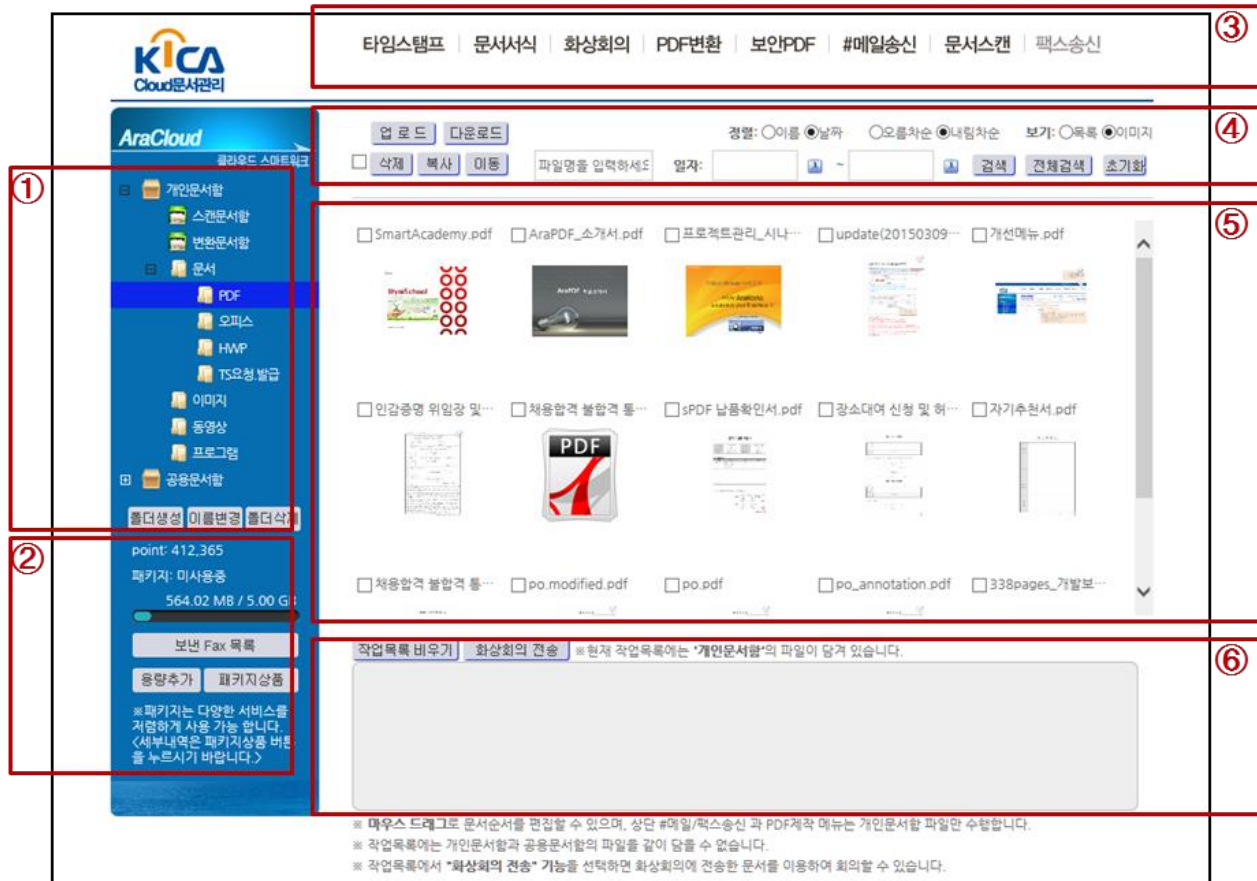 ③
타임스탬프 | 문서서식 | 화상회의 | PDF변환 | 보안PDF | #메일송신 | 문서스캔 | 팩스송신
KICA
Cloud문서관리
④
업로드 다운로드 정렬: ○이름 ◉날짜 ○오름차순 ◉내림차순 보기: ○목록 ◉이미지
□ 삭제 복사 이동 파일명을 입력하세요 일자: ~ 검색 전체검색 초기화
AraCloud
클라우드 스마트워크
①
개인문서함
스캔문서함
변환문서함
문서
PDF
오피스
HWP
TS요청.발급
이미지
동영상
프로그램
공용문서함
폴더생성 이름변경 폴더삭제
②
point: 412,365
패키지: 미사용중
564.02 MB / 5.00 GB
보낸 Fax 목록
용량추가 패키지상품
※패키지는 다양한 서비스를
저렴하게 사용 가능 합니다.
<세부내역은 패키지상품 버튼
을 누르시기 바랍니다.>
⑤
SmartAcademy.pdf AraPDF_소개서.pdf 프로젝트관리_시나… update(20150309… 개선메뉴.pdf
인감증명 위임장 및… 채용합격 불합격 통… sPDF 납품확인서.pdf 장소대여 신청 및 허… 자기추천서.pdf
PDF
채용합격 불합격 통… po.modified.pdf po.pdf po_annotation.pdf 338pages_개발보…
⑥
작업목록 비우기 화상회의 전송 ※현재 작업목록에는 "개인문서함"의 파일이 담겨 있습니다.
※ 마우스 드래그로 문서순서를 편집할 수 있으며, 상단 #메일/팩스송신 과 PDF제작 메뉴는 개인문서함 파일만 수행합니다.
※ 작업목록에는 개인문서함과 공용문서함의 파일을 같이 담을 수 없습니다.
※ 작업목록에서 "화상회의 전송" 기능을 선택하면 화상회의에 전송한 문서를 이용하여 회의할 수 있습니다.